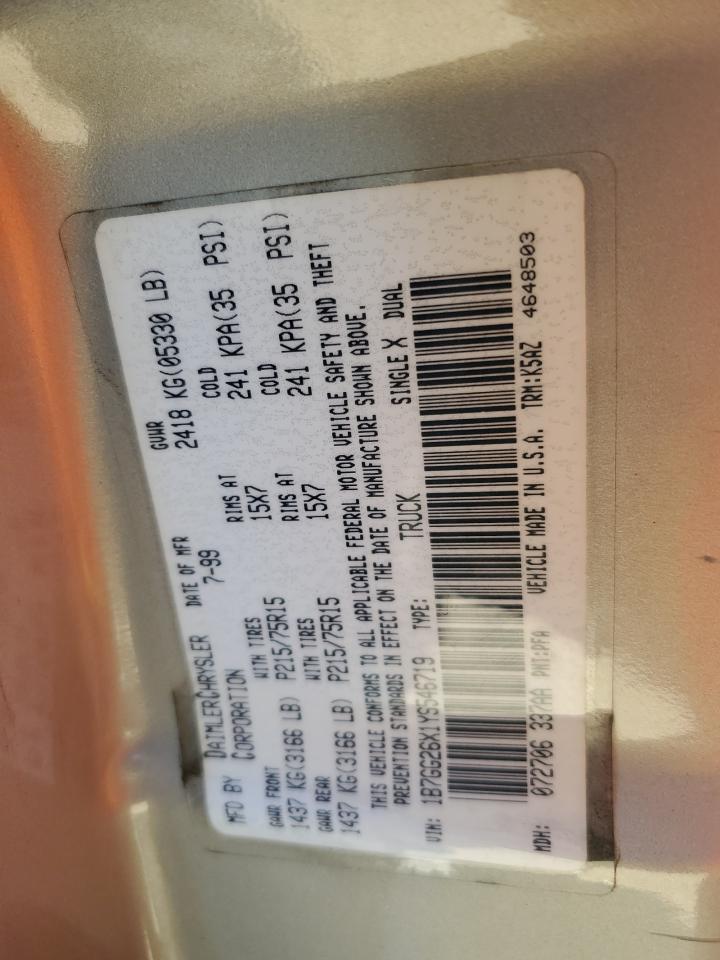 MFD BY DAIMLERCHRYSLER CORPORATION DATE OF MFR 7-99 GVWR 2418 KG(05330 LB)
GAWR FRONT WITH TIRES RIMS AT COLD
1437 KG(3166 LB) P215/75R15 15X7 241 KPA(35 PSI)
GAWR REAR WITH TIRES RIMS AT COLD
1437 KG(3166 LB) P215/75R15 15X7 241 KPA(35 PSI)
THIS VEHICLE CONFORMS TO ALL APPLICABLE FEDERAL MOTOR VEHICLE SAFETY AND THEFT
PREVENTION STANDARDS IN EFFECT ON THE DATE OF MANUFACTURE SHOWN ABOVE.
VIN: 1B7GG26X1YS546719 TYPE: TRUCK SINGLE X DUAL
MDH: 072706 337AA PNT:PFA VEHICLE MADE IN U.S.A. TRM:K5AZ 4648503